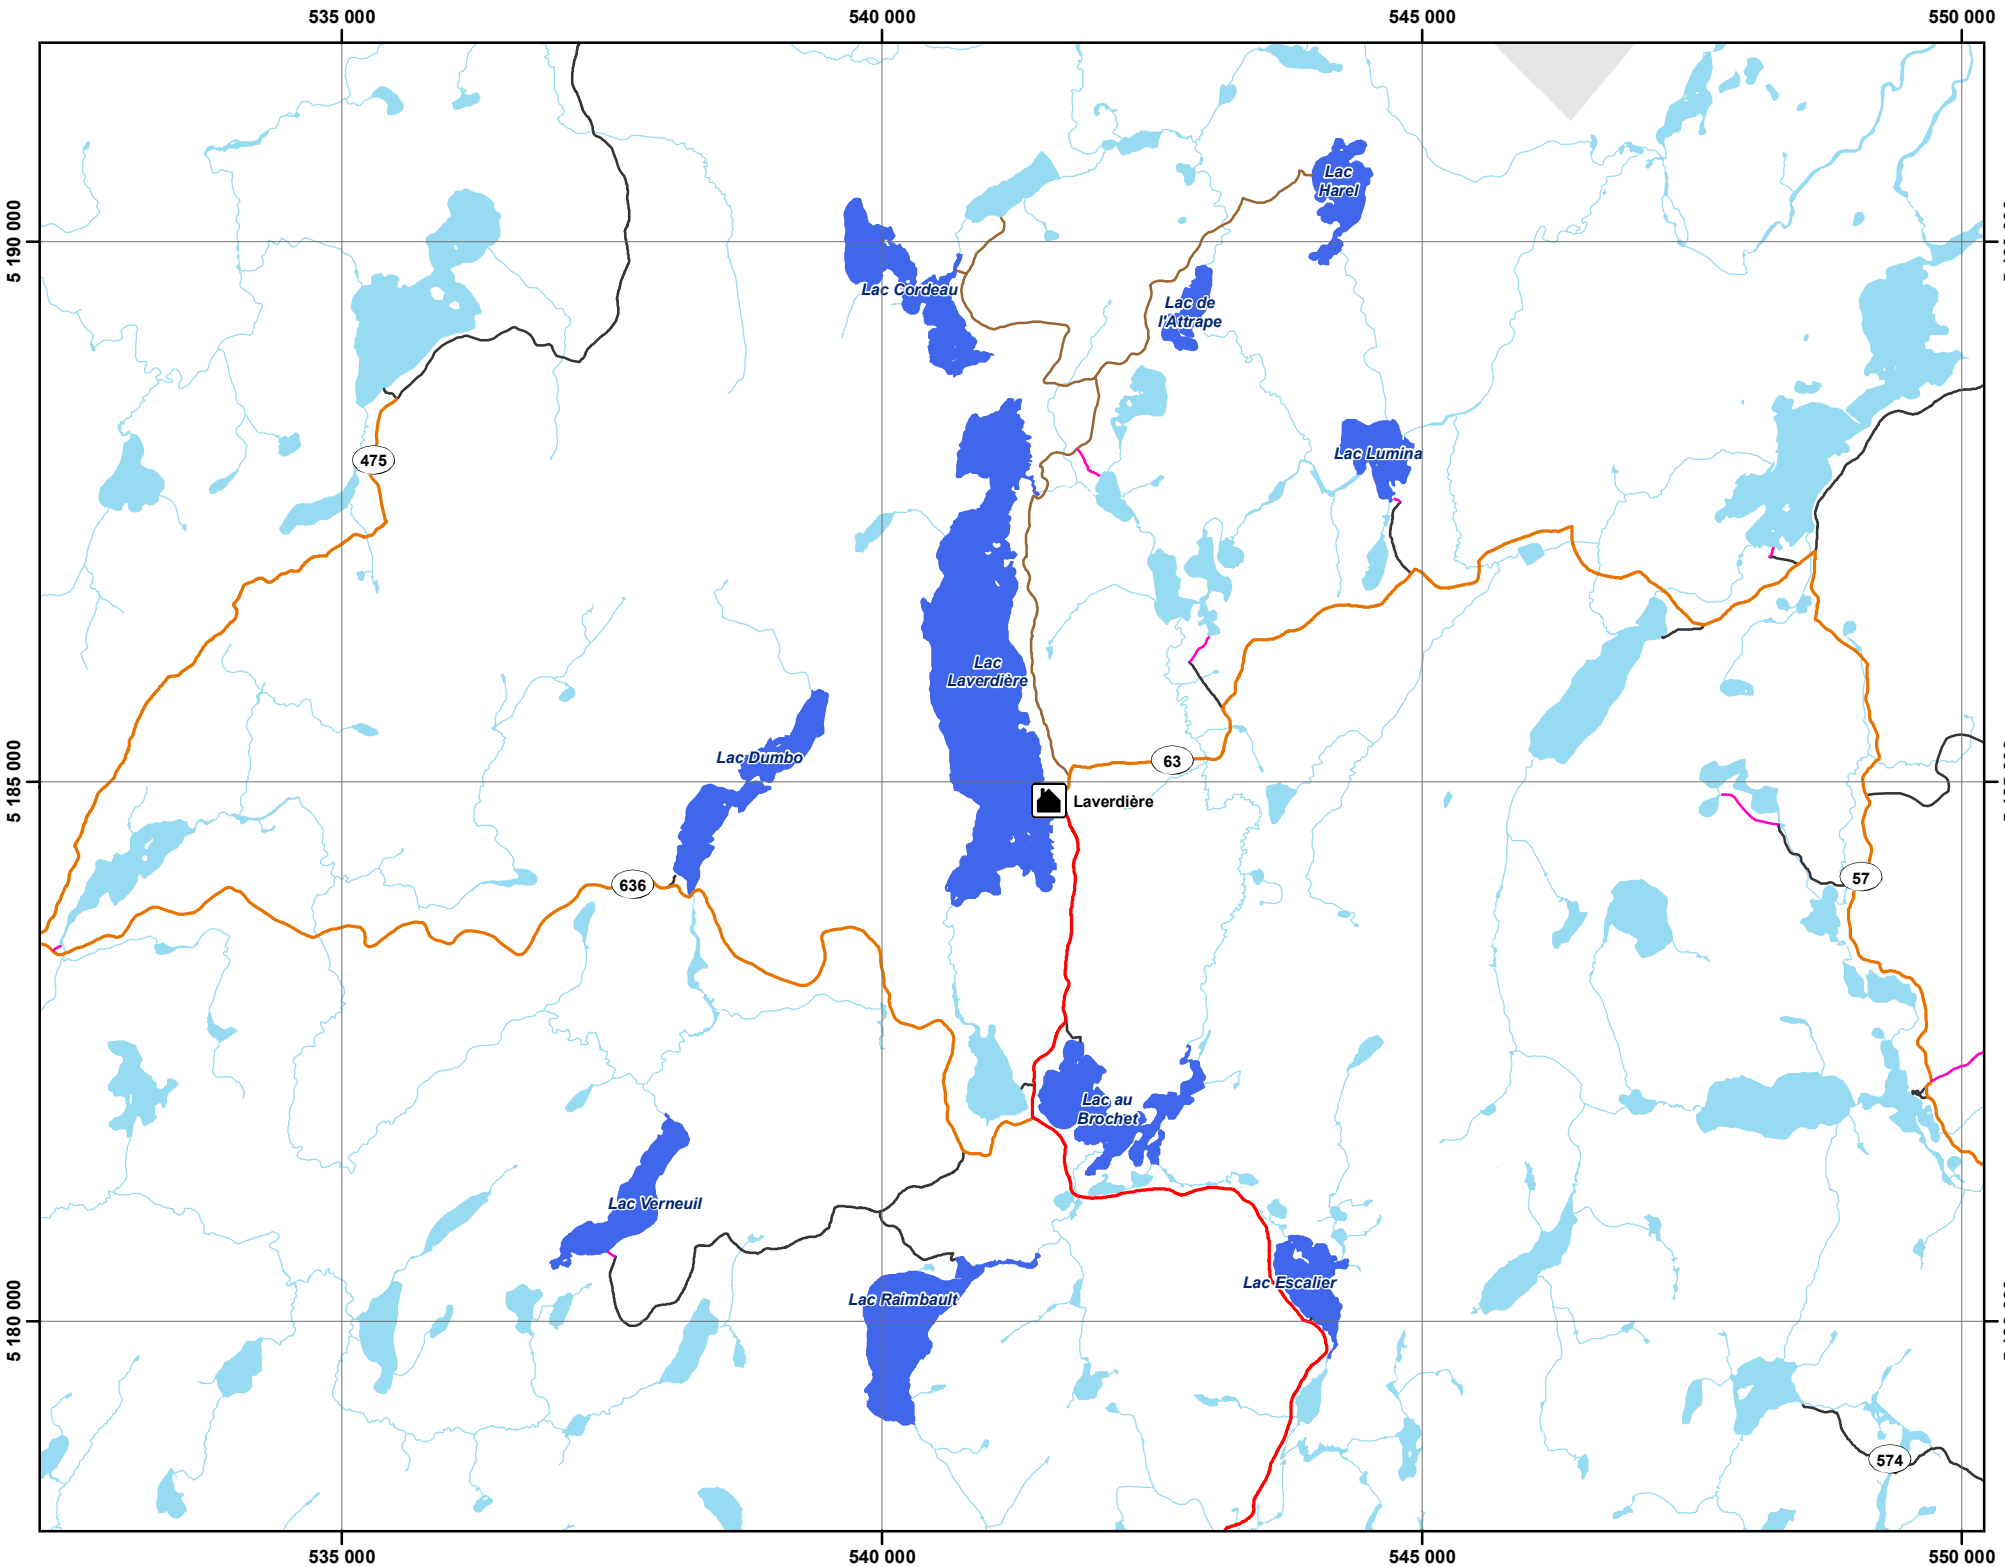 535 000
540 000
545 000
550 000
Lac
Harel
5 190 000
Lac Cordeau
Lac de
l'Attrape
475
Lac Lumina
Lac
Laverdière
Lac Dumbo
63
5 185 000
Laverdière
636
57
Lac au
Brochet
Lac Verneuil
Lac Escalier
Lac Raimbault
5 180 000
574
535 000
540 000
545 000
550 000